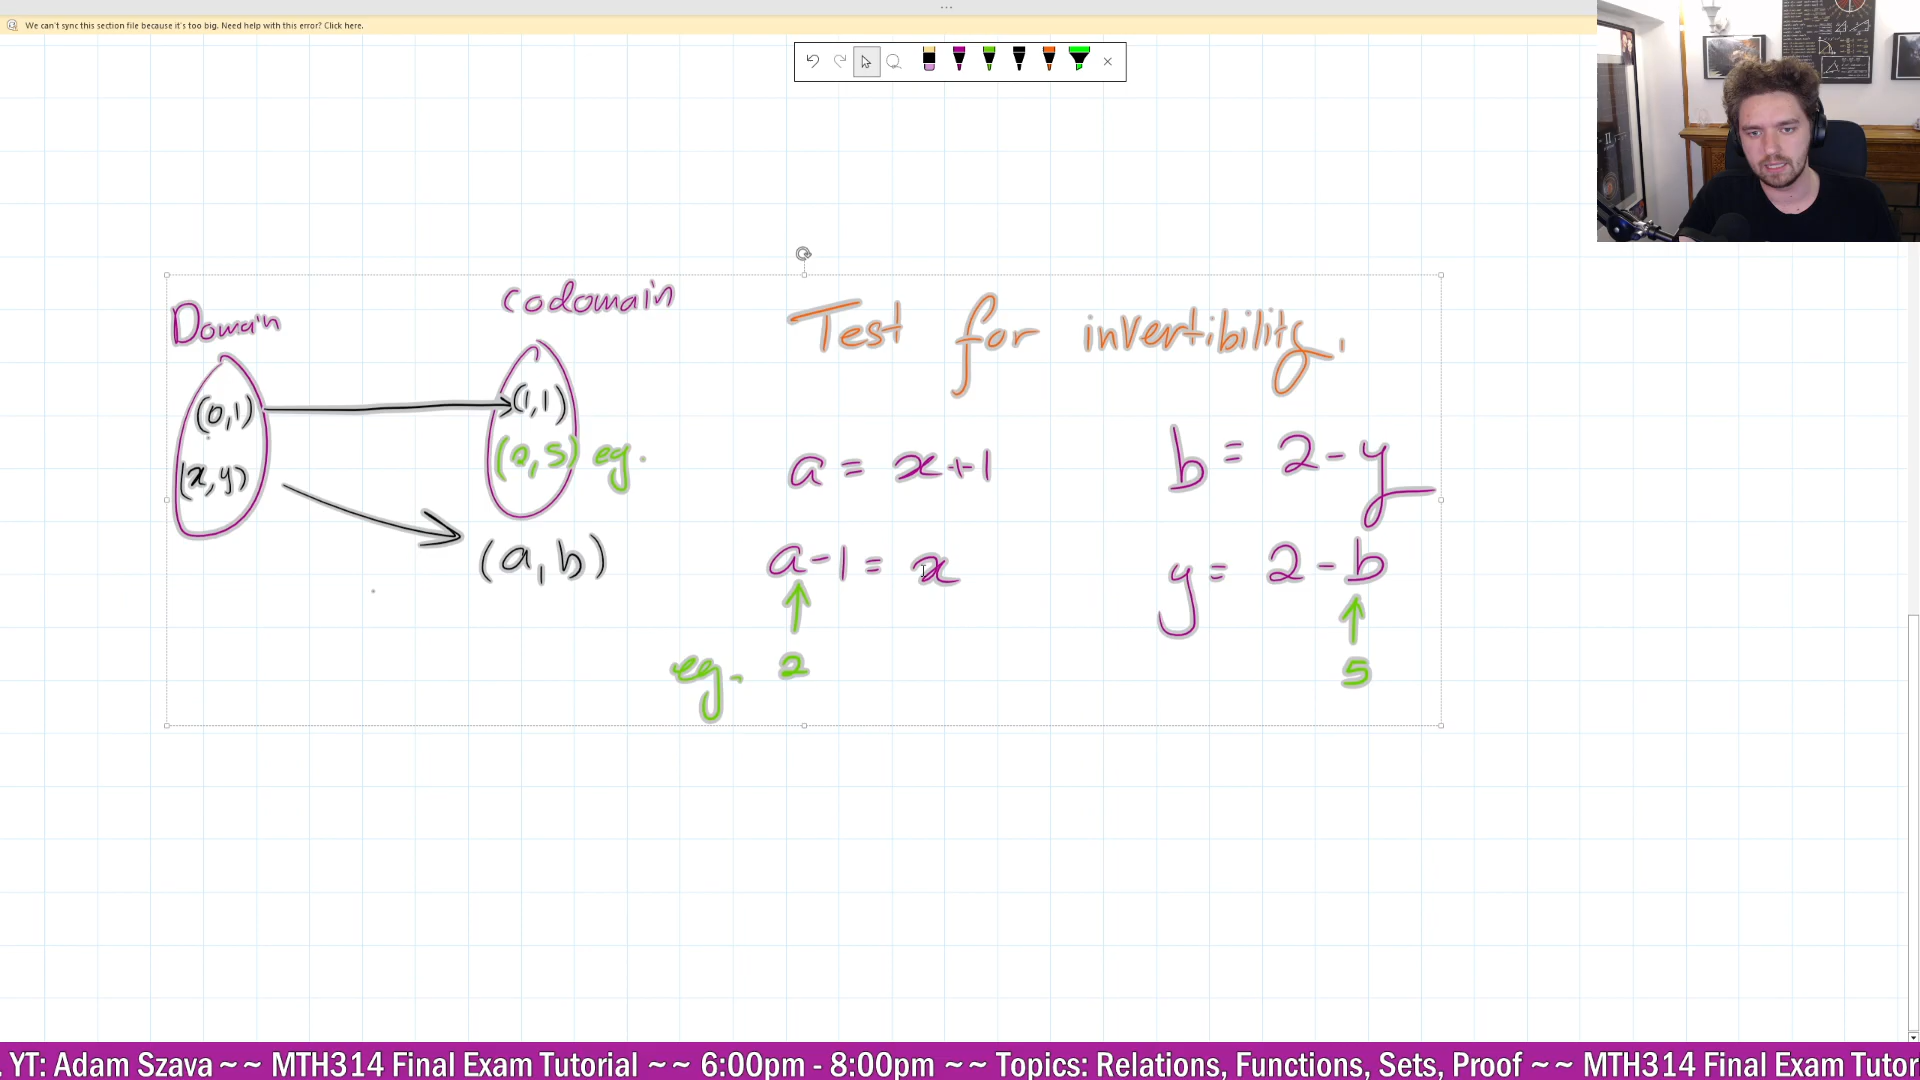 We can't sync this section file because it's too big. Need help with this error? Click here.
Domain
Codomain
Test for invertibility.
(0,1)
(1,1)
(2,5) eg.
(x,y)
(a,b)
a = x+1
b = 2-y
a-1 = x
y = 2-b
eg. 2
5
. YT: Adam Szava ~~ MTH314 Final Exam Tutorial ~~ 6:00pm - 8:00pm ~~ Topics: Relations, Functions, Sets, Proof ~~ MTH314 Final Exam Tutor